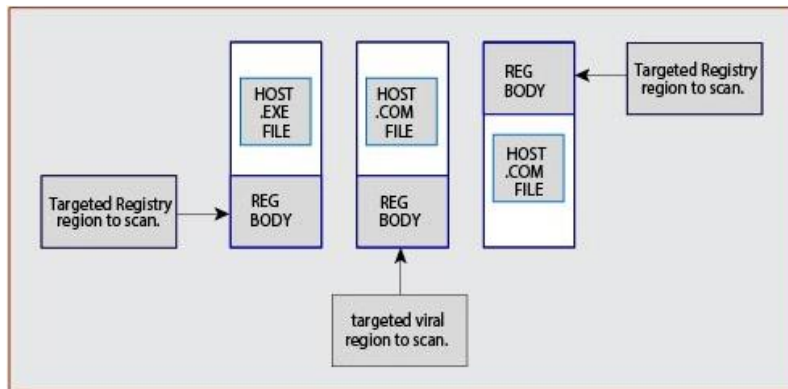 HOST
.EXE
FILE
REG
BODY
HOST
.COM
FILE
REG
BODY
REG
BODY
HOST
.COM
FILE
Targeted Registry
region to scan.
Targeted Registry
region to scan.
targeted viral
region to scan.